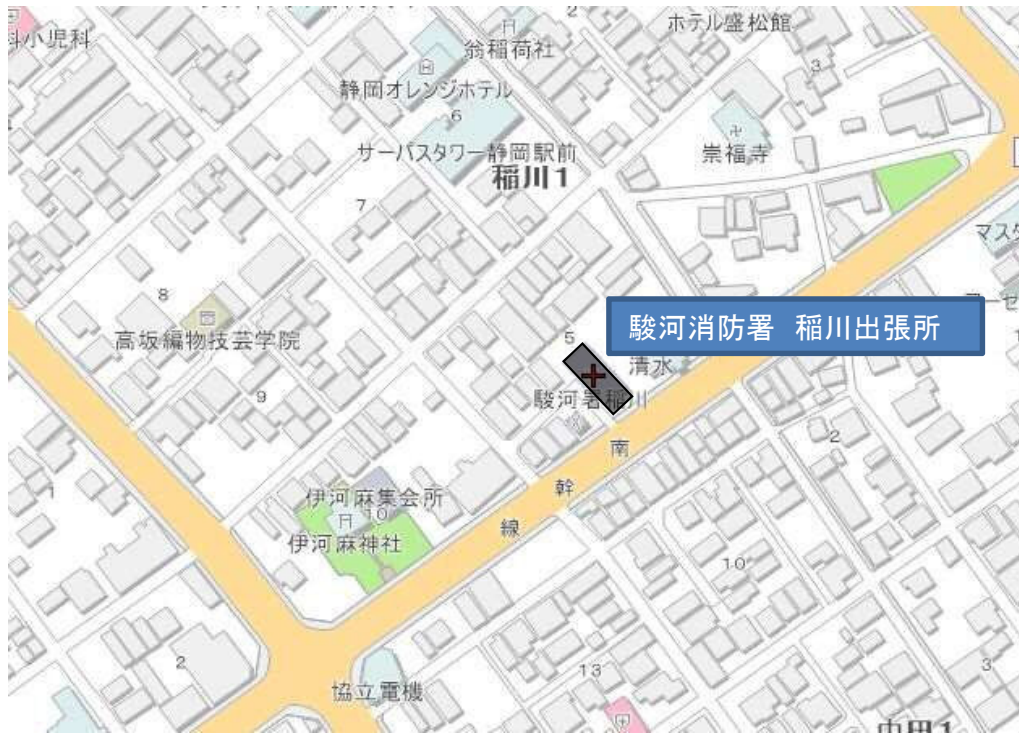 科小児科
ホテル盛松館
2
翁稲荷社
3
静岡オレンジホテル
6
サーパスタワー静岡駅前
崇福寺
稲川1
7
マスタ
8
高坂編物技芸学院
5
駿河消防署 稲川出張所
清水
9
駿河署稲川
2
南
幹
線
1
伊河麻集会所
10
伊河麻神社
10
2
13
3
協立電機
中田1